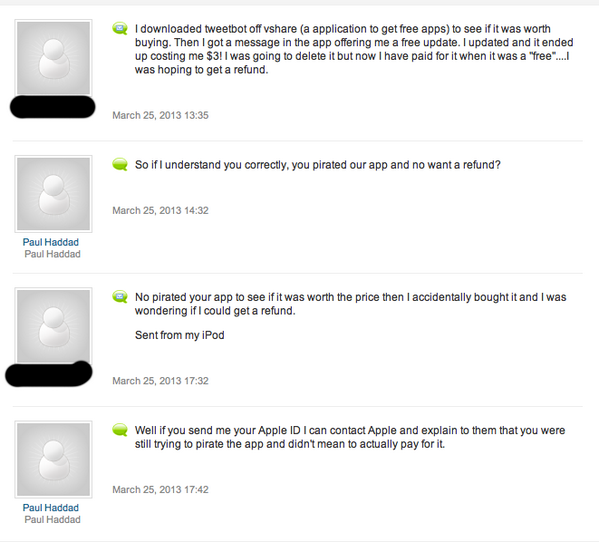 I downloaded tweetbot off vshare (a application to get free apps) to see if it was worth
buying. Then I got a message in the app offering me a free update. I updated and it ended
up costing me $3! I was going to delete it but now I have paid for it when it was a "free"....I
was hoping to get a refund.
March 25, 2013 13:35
So if I understand you correctly, you pirated our app and no want a refund?
March 25, 2013 14:32
Paul Haddad
Paul Haddad
No pirated your app to see if it was worth the price then I accidentally bought it and I was
wondering if I could get a refund.
Sent from my iPod
March 25, 2013 17:32
Well if you send me your Apple ID I can contact Apple and explain to them that you were
still trying to pirate the app and didn't mean to actually pay for it.
March 25, 2013 17:42
Paul Haddad
Paul Haddad